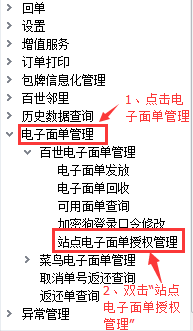 回单
设置
增值服务
订单打印
包牌信息化管理
百世邻里
历史数据查询
1、点击电
子面单管理
电子面单管理
百世电子面单管理
电子面单发放
电子面单回收
可用面单查询
加密狗登录口令修改
站点电子面单授权管理
菜鸟电子面单管理
取消单号返还查询
返还单查询
异常管理
2、双击“站点
电子面单授权
管理”